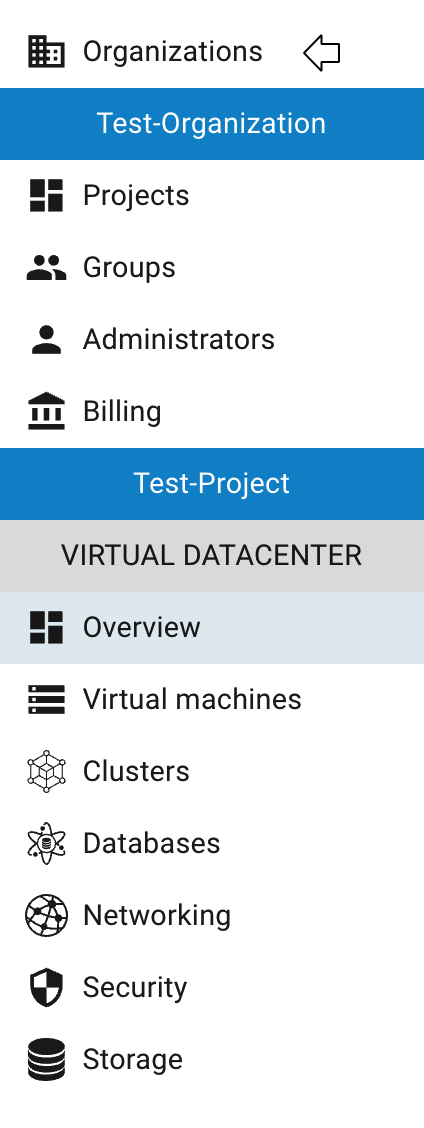 Organizations
Test-Organization
Projects
Groups
Administrators
Billing
Test-Project
VIRTUAL DATACENTER
Overview
Virtual machines
Clusters
Databases
Networking
Security
Storage